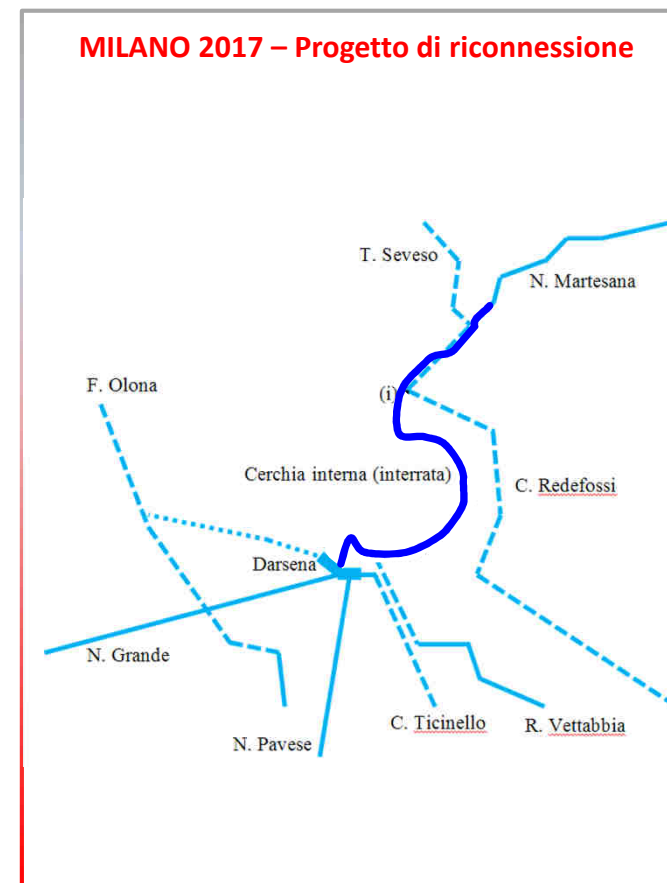 MILANO 2017 – Progetto di riconnessione
T. Seveso
N. Martesana
F. Olona
(i)
Cerchia interna (interrata)
C. Redefossi
Darsena
N. Grande
C. Ticinello
R. Vettabbia
N. Pavese